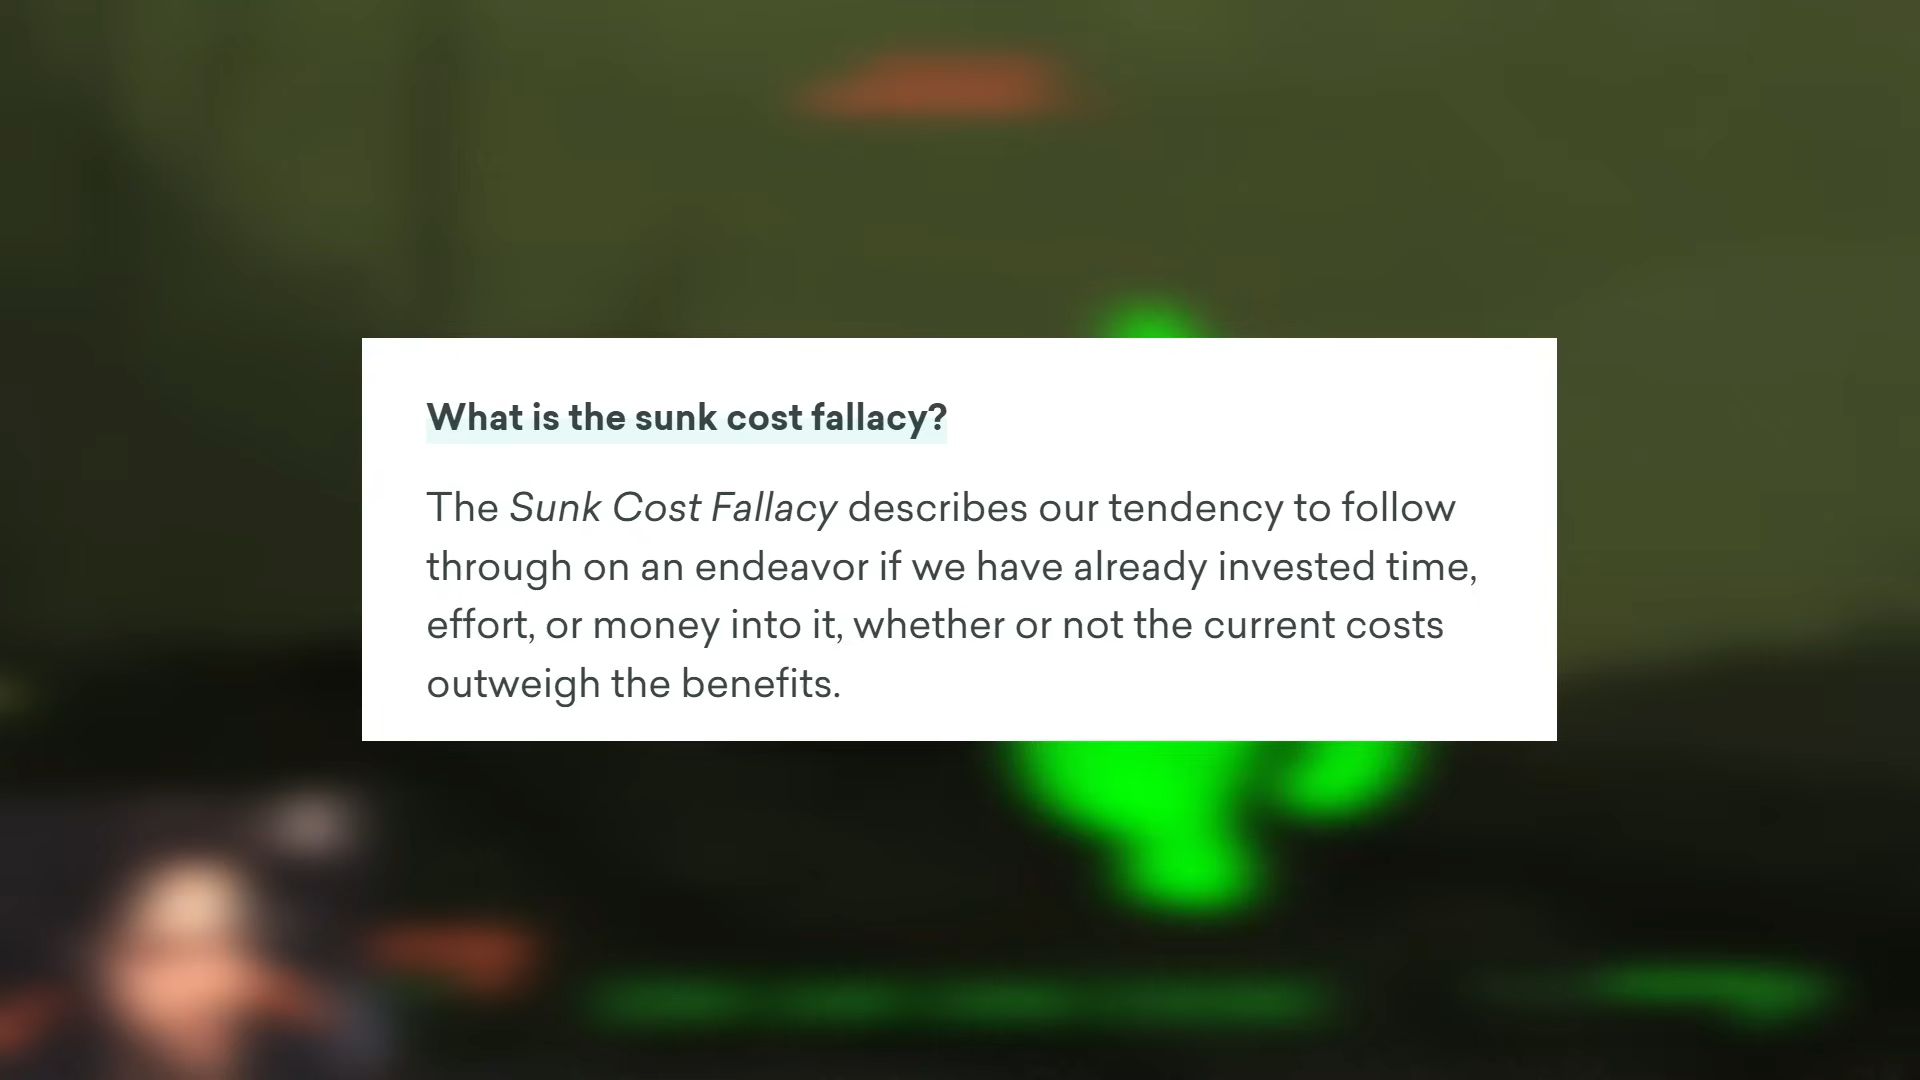 What is the sunk cost fallacy?
The Sunk Cost Fallacy describes our tendency to follow
through on an endeavor if we have already invested time,
effort, or money into it, whether or not the current costs
outweigh the benefits.